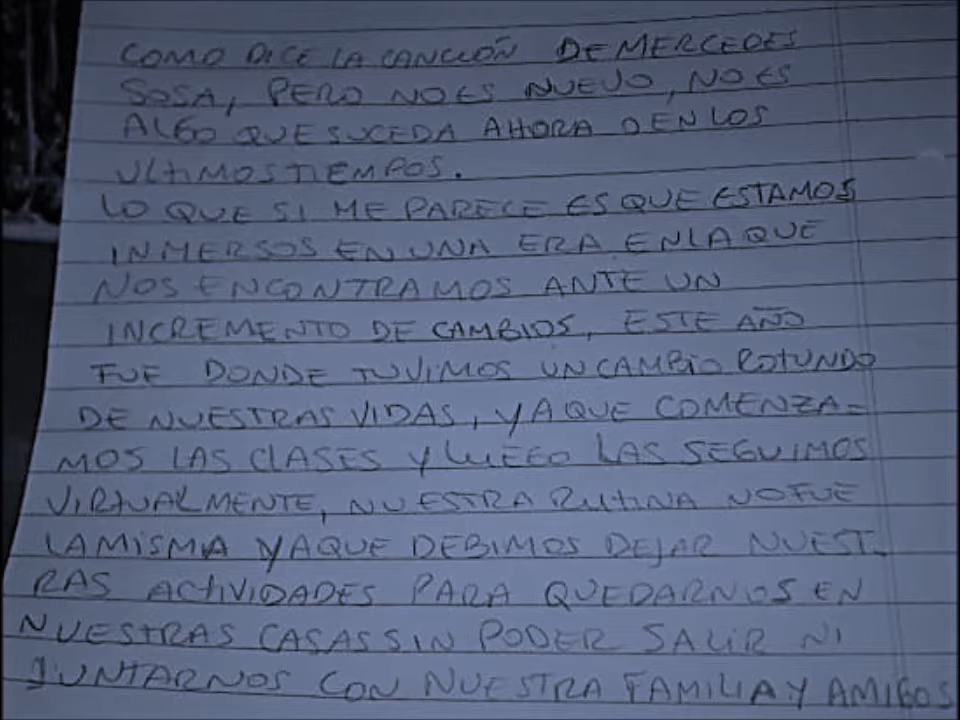 COMO DICE LA CANCIÓN DE MERCEDES
SOSA, PERO NO ES NUEVO, NO ES
ALGO QUE SUCEDA AHORA O EN LOS
ULTIMOS TIEMPOS.
LO QUE SI ME PARECE ES QUE ESTAMOS
INMERSOS EN UNA ERA EN LA QUE
NOS ENCONTRAMOS ANTE UN
INCREMENTO DE CAMBIOS, ESTE AÑO
FUE DONDE TUVIMOS UN CAMBIO ROTUNDO
DE NUESTRAS VIDAS, YA QUE COMENZA-
MOS LAS CLASES Y LUEGO LAS SEGUIMOS
VIRTUALMENTE, NUESTRA RUTINA NO FUE
LA MISMA YA QUE DEBIMOS DEJAR NUEST-
RAS ACTIVIDADES PARA QUEDARNOS EN
NUESTRAS CASAS SIN PODER SALIR NI
JUNTARNOS CON NUESTRA FAMILIA Y AMIGOS